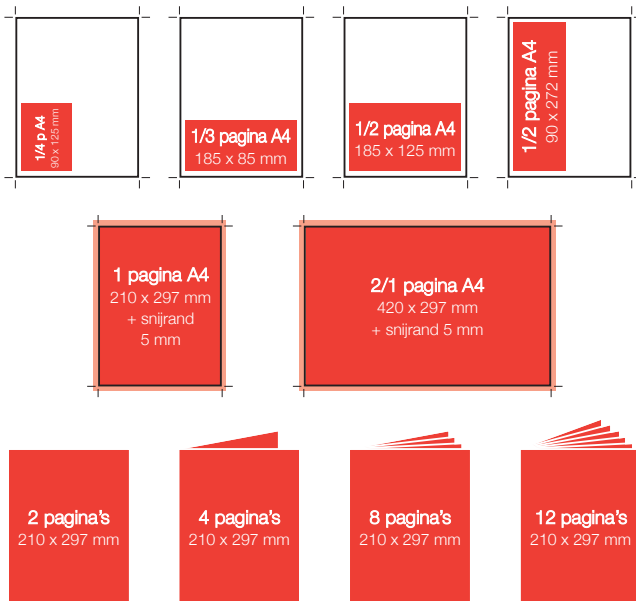 1/4 p A4
90 x 125 mm
1/3 pagina A4
185 x 85 mm
1/2 pagina A4
185 x 125 mm
1/2 pagina A4
90 x 272 mm
1 pagina A4
210 x 297 mm
+ snijrand
5 mm
2/1 pagina A4
420 x 297 mm
+ snijrand 5 mm
2 pagina's
210 x 297 mm
4 pagina's
210 x 297 mm
8 pagina's
210 x 297 mm
12 pagina's
210 x 297 mm